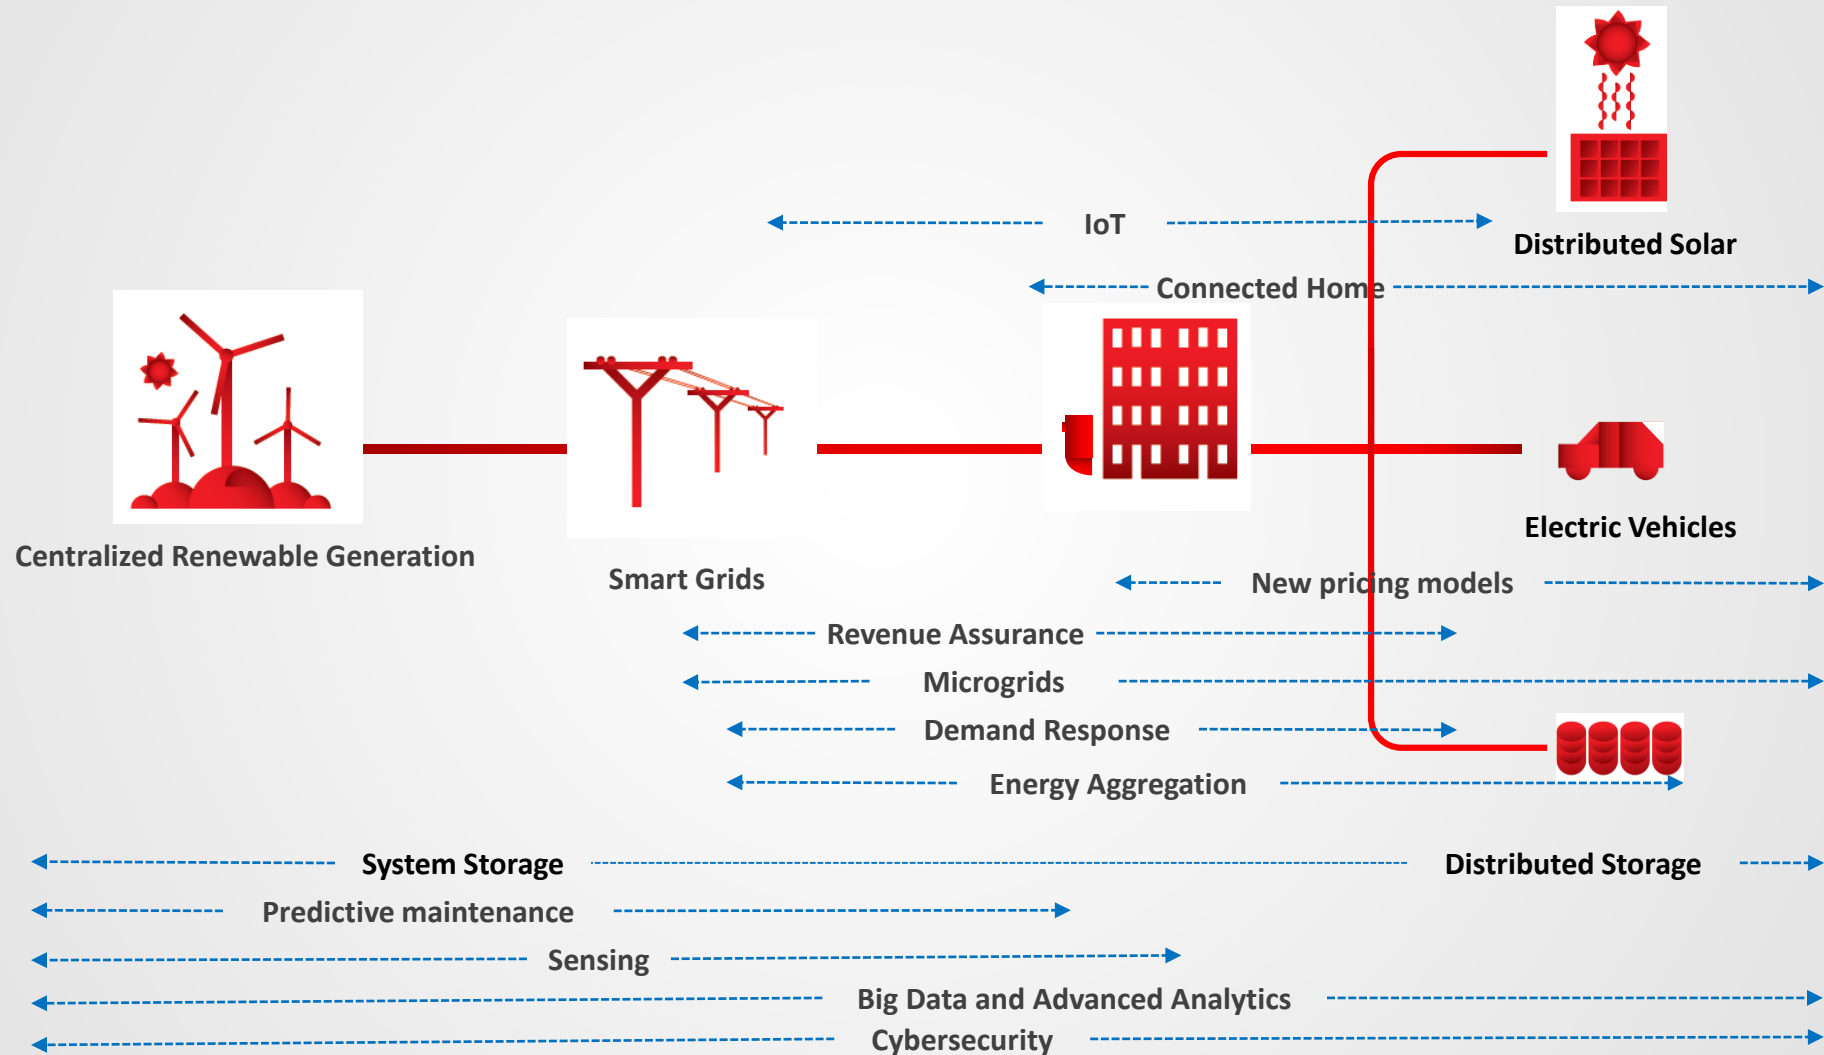 IoT
Distributed Solar
Connected Home
Centralized Renewable Generation
Smart Grids
Electric Vehicles
New pricing models
Revenue Assurance
Microgrids
Demand Response
Energy Aggregation
System Storage
Distributed Storage
Predictive maintenance
Sensing
Big Data and Advanced Analytics
Cybersecurity